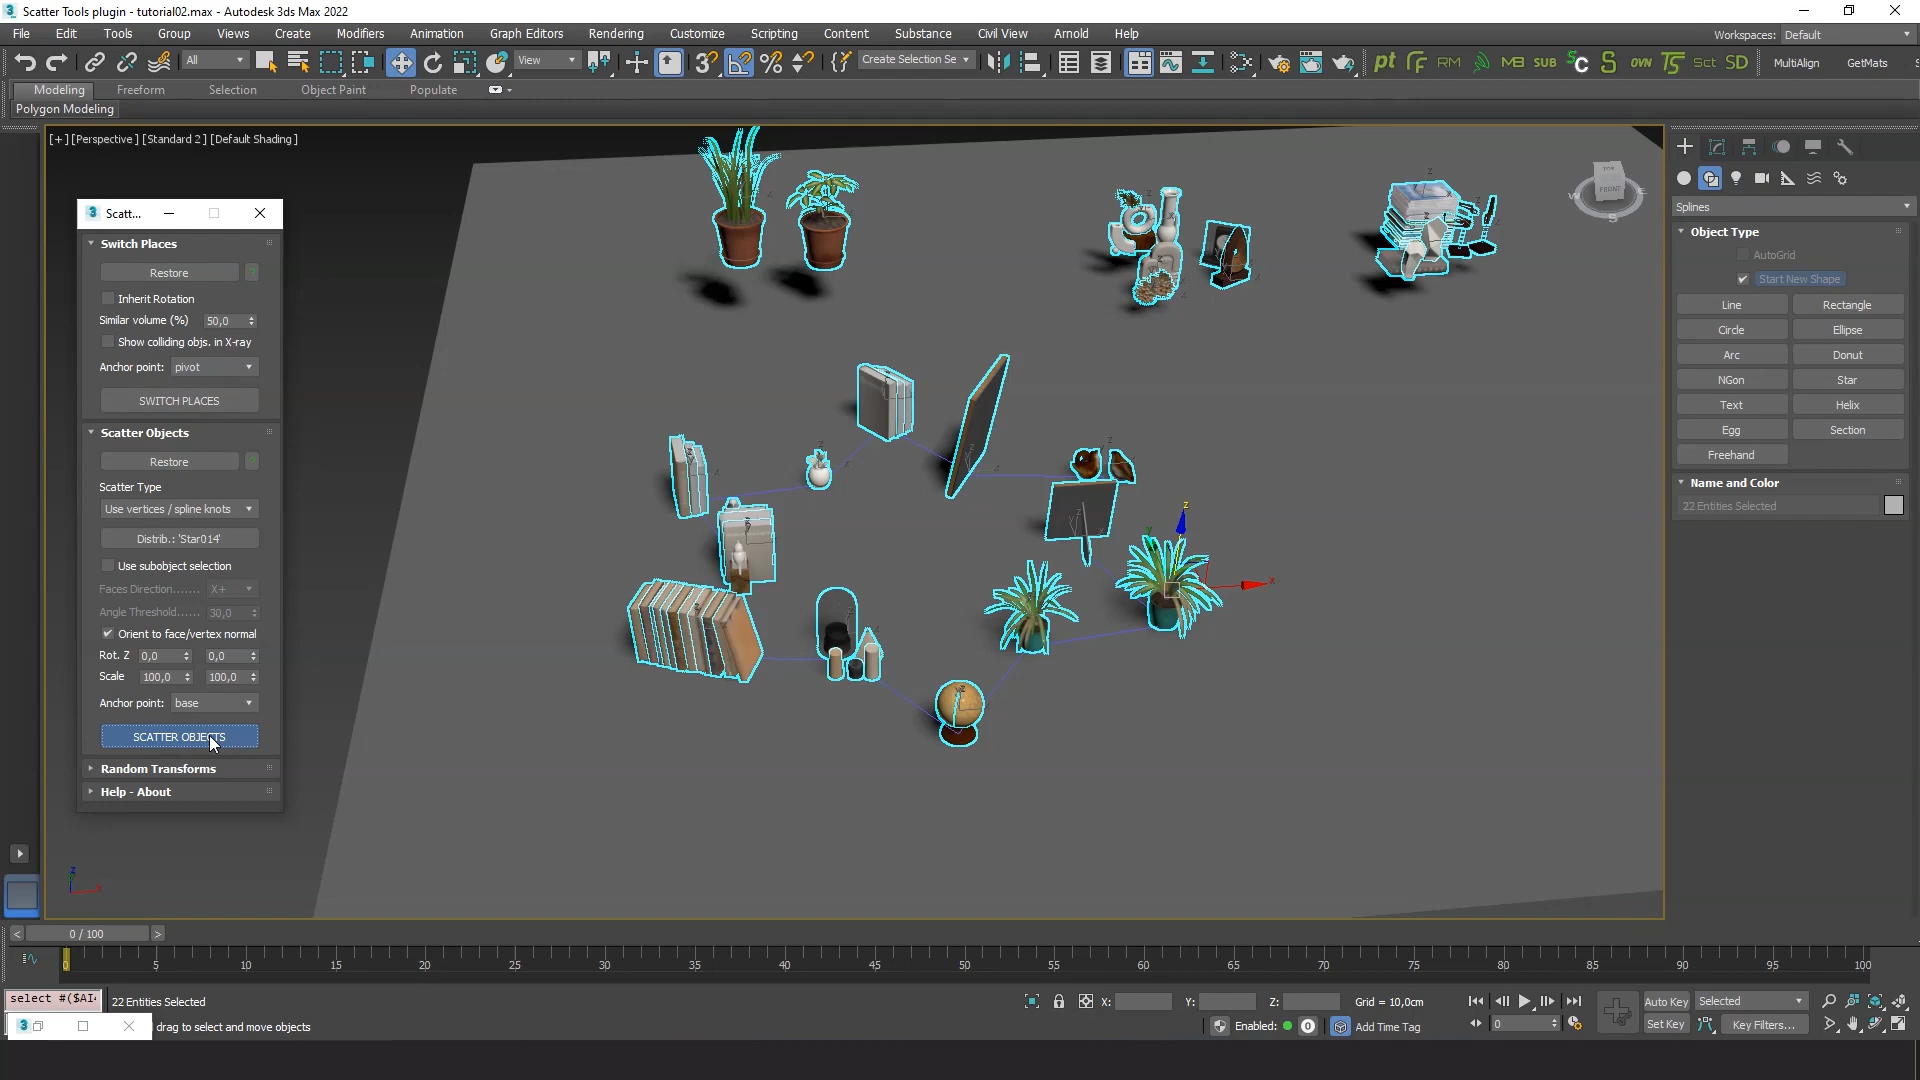 Scatter Tools plugin - tutorial02.max - Autodesk 3ds Max 2022
File Edit Tools Group Views Create Modifiers Animation Graph Editors Rendering Customize Scripting Content Substance Civil View Arnold Help
Workspaces: Default
All View Create Selection Se pt RM MB SUB OVN TS Sct SD MultiAlign GetMats
Modeling Freeform Selection Object Paint Populate
Polygon Modeling
[+] [Perspective] [Standard 2] [Default Shading]
Scatt...
Switch Places
Restore ?
Inherit Rotation
Similar volume (%) 50,0
Show colliding objs. in X-ray
Anchor point: pivot
SWITCH PLACES
Scatter Objects
Restore ?
Scatter Type
Use vertices / spline knots
Distrib.: 'Star014'
Use subobject selection
Faces Direction....... X+
Angle Threshold...... 30,0
Orient to face/vertex normal
Rot. Z 0,0 0,0
Scale 100,0 100,0
Anchor point: base
SCATTER OBJECTS
Random Transforms
Help - About
TOP
FRONT
W
S
Splines
Object Type
AutoGrid
Start New Shape
Line Rectangle
Circle Ellipse
Arc Donut
NGon Star
Text Helix
Egg Section
Freehand
Name and Color
22 Entities Selected
< 0 / 100 >
0 5 10 15 20 25 30 35 40 45 50 55 60 65 70 75 80 85 90 95 100
select #($AI
22 Entities Selected
drag to select and move objects
X: Y: Z: Grid = 10,0cm
Enabled: 0 Add Time Tag
0
Auto Key Selected
Set Key Key Filters...